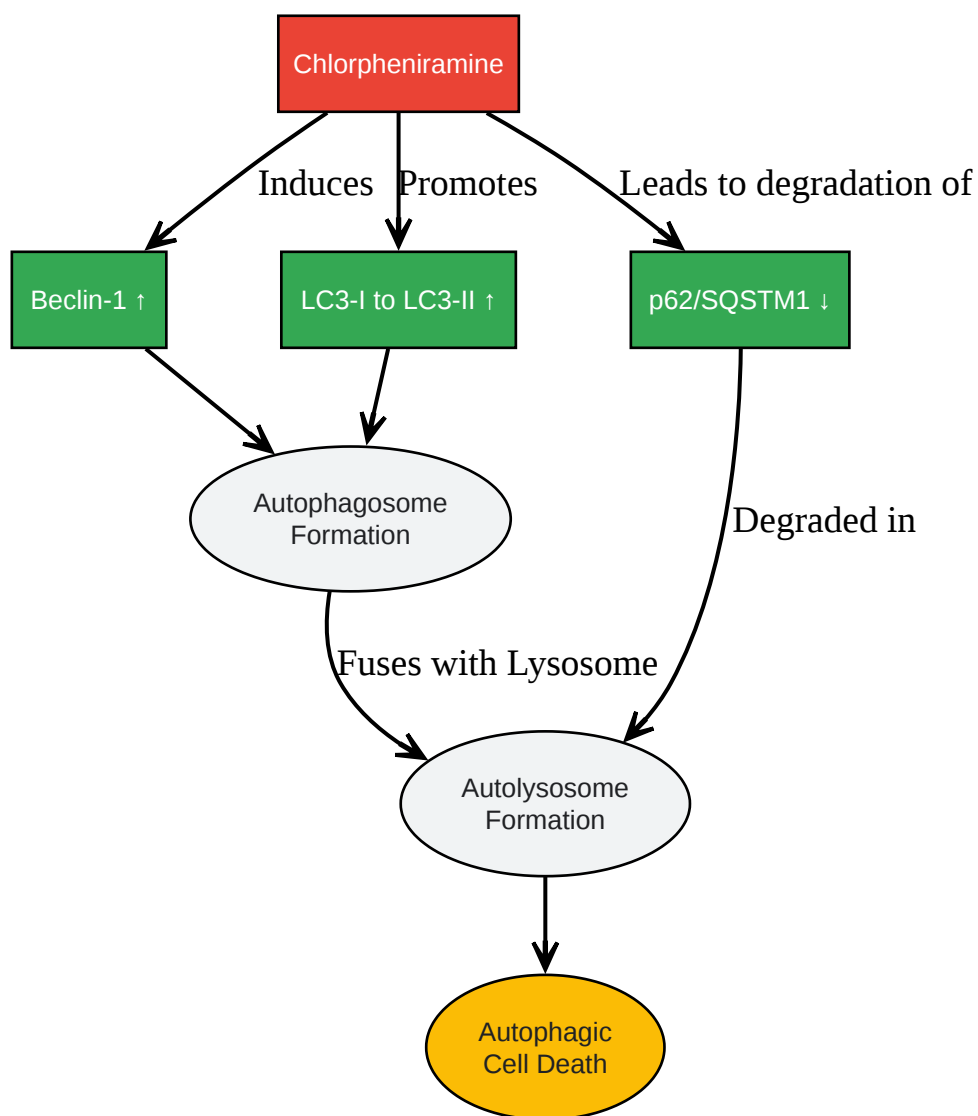 Chlorpheniramine
Induces
Promotes
Leads to degradation of
Beclin-1 ↑
LC3-I to LC3-II ↑
p62/SQSTM1 ↓
Autophagosome
Formation
Degraded in
Fuses with Lysosome
Autolysosome
Formation
Autophagic
Cell Death